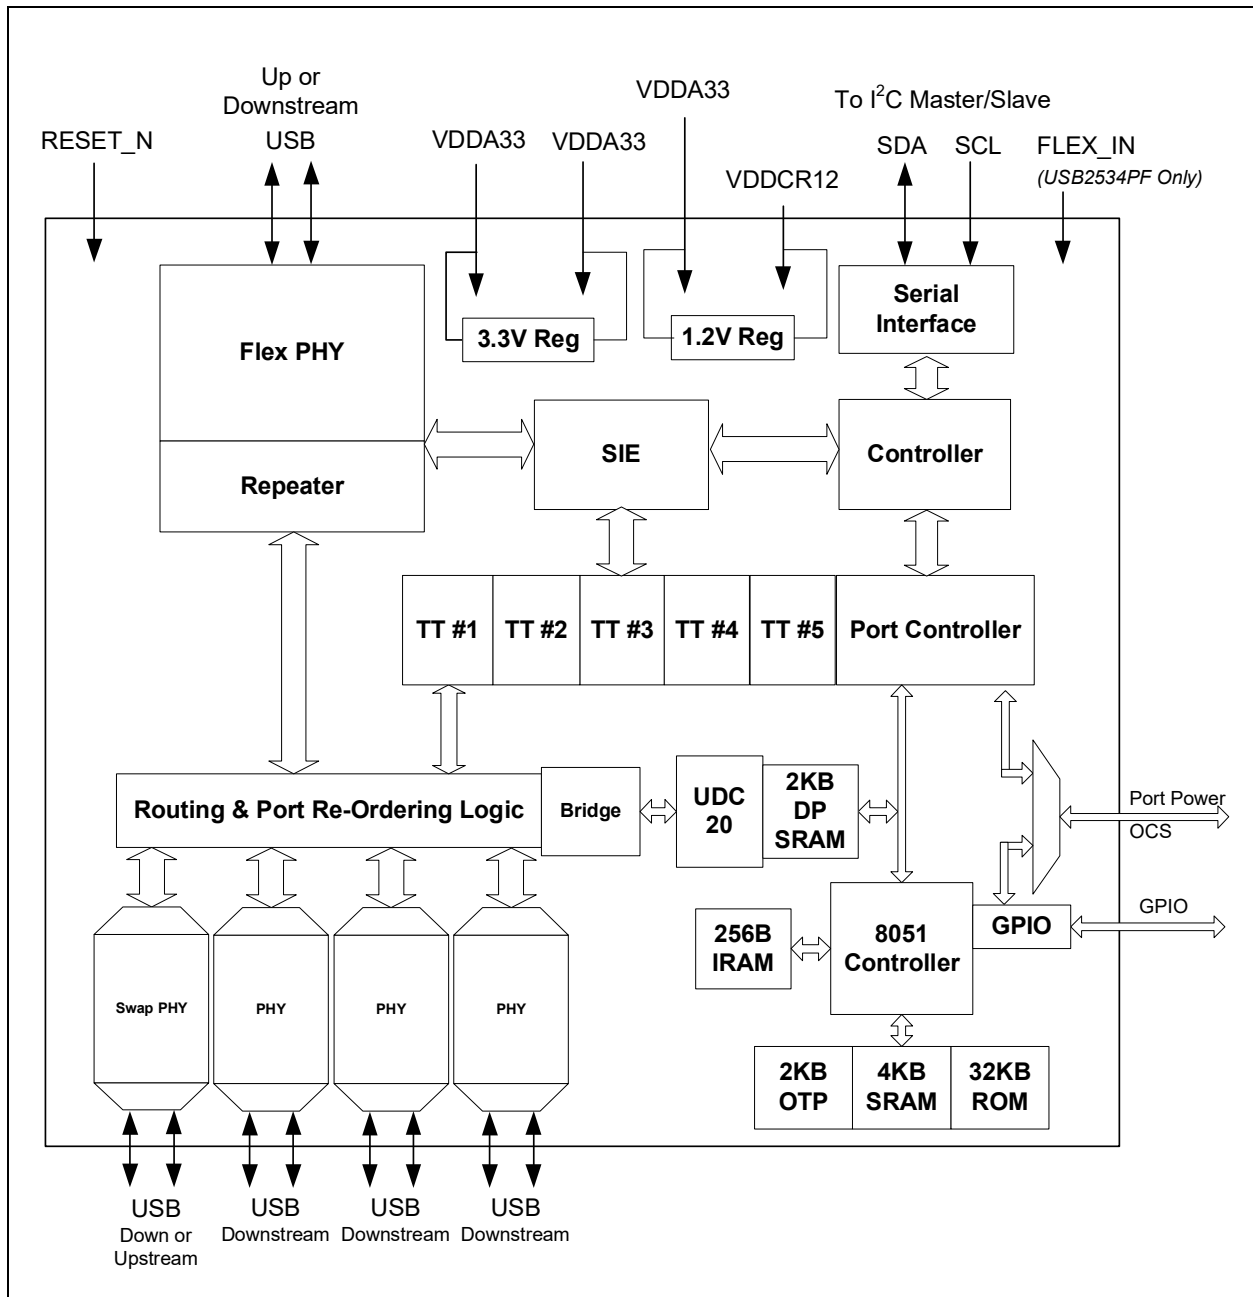 Up or
Downstream
USB
RESET_N
VDDA33
VDDA33
VDDA33
VDDCR12
To I²C Master/Slave
SDA
SCL
FLEX_IN
(USB2534PF Only)
Flex PHY
3.3V Reg
1.2V Reg
Serial
Interface
Repeater
SIE
Controller
TT #1
TT #2
TT #3
TT #4
TT #5
Port Controller
Routing & Port Re-Ordering Logic
Bridge
UDC
20
2KB
DP
SRAM
Port Power
OCS
GPIO
GPIO
256B
IRAM
8051
Controller
Swap PHY
PHY
PHY
PHY
2KB
OTP
4KB
SRAM
32KB
ROM
USB
Down or
Upstream
USB
Downstream
USB
Downstream
USB
Downstream